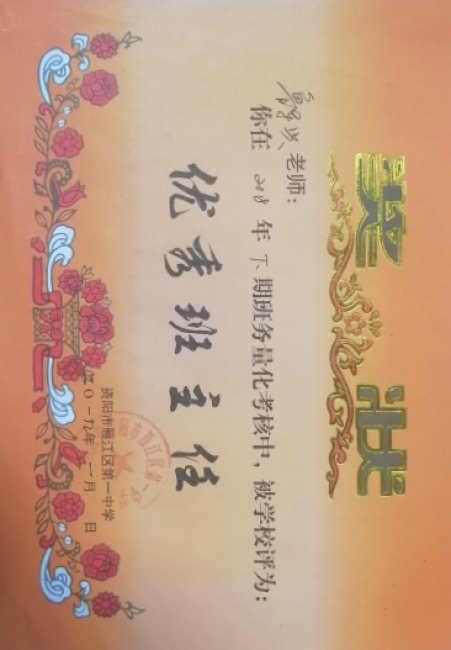 奖状
老师:
你在 2018 年 下 期班务量化考核中，被学校评为:
优秀班主任
资阳市雁江区第一中学
二0一九年一月 日